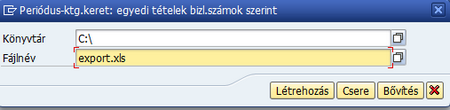 Periódus-ktg.keret: egyedi tételek bizl.számok szerint
Könyvtár C:\
Fájlnév export.xls
Létrehozás Csere Bővítés